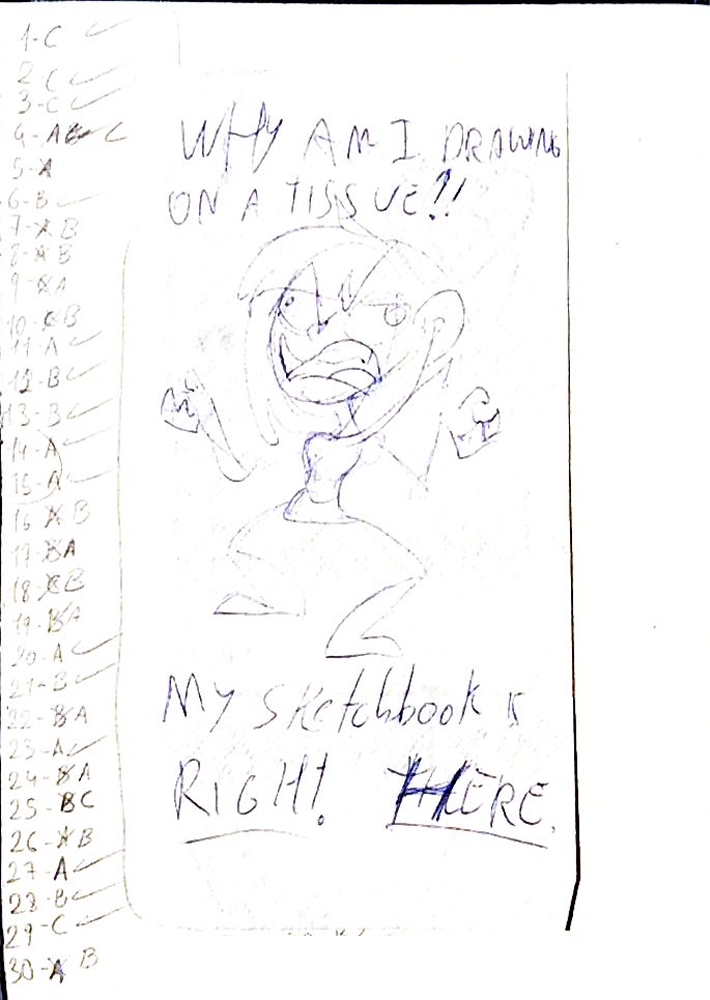 1-C
2-C
3-C
4-A C
5-A
6-B
7-A B
8-A B
9-A
10-C B
11-A
12-B
13-B
14-A
15-A
16-A B
17-B A
18-C B
19-B A
20-A
21-B
22-B A
23-A
24-B A
25-B C
26-A B
27-A
28-B
29-C
30-A B
WHY AM I DRAWING
ON A TISSUE?!!
My sketchbook is
RIGHT! THERE.